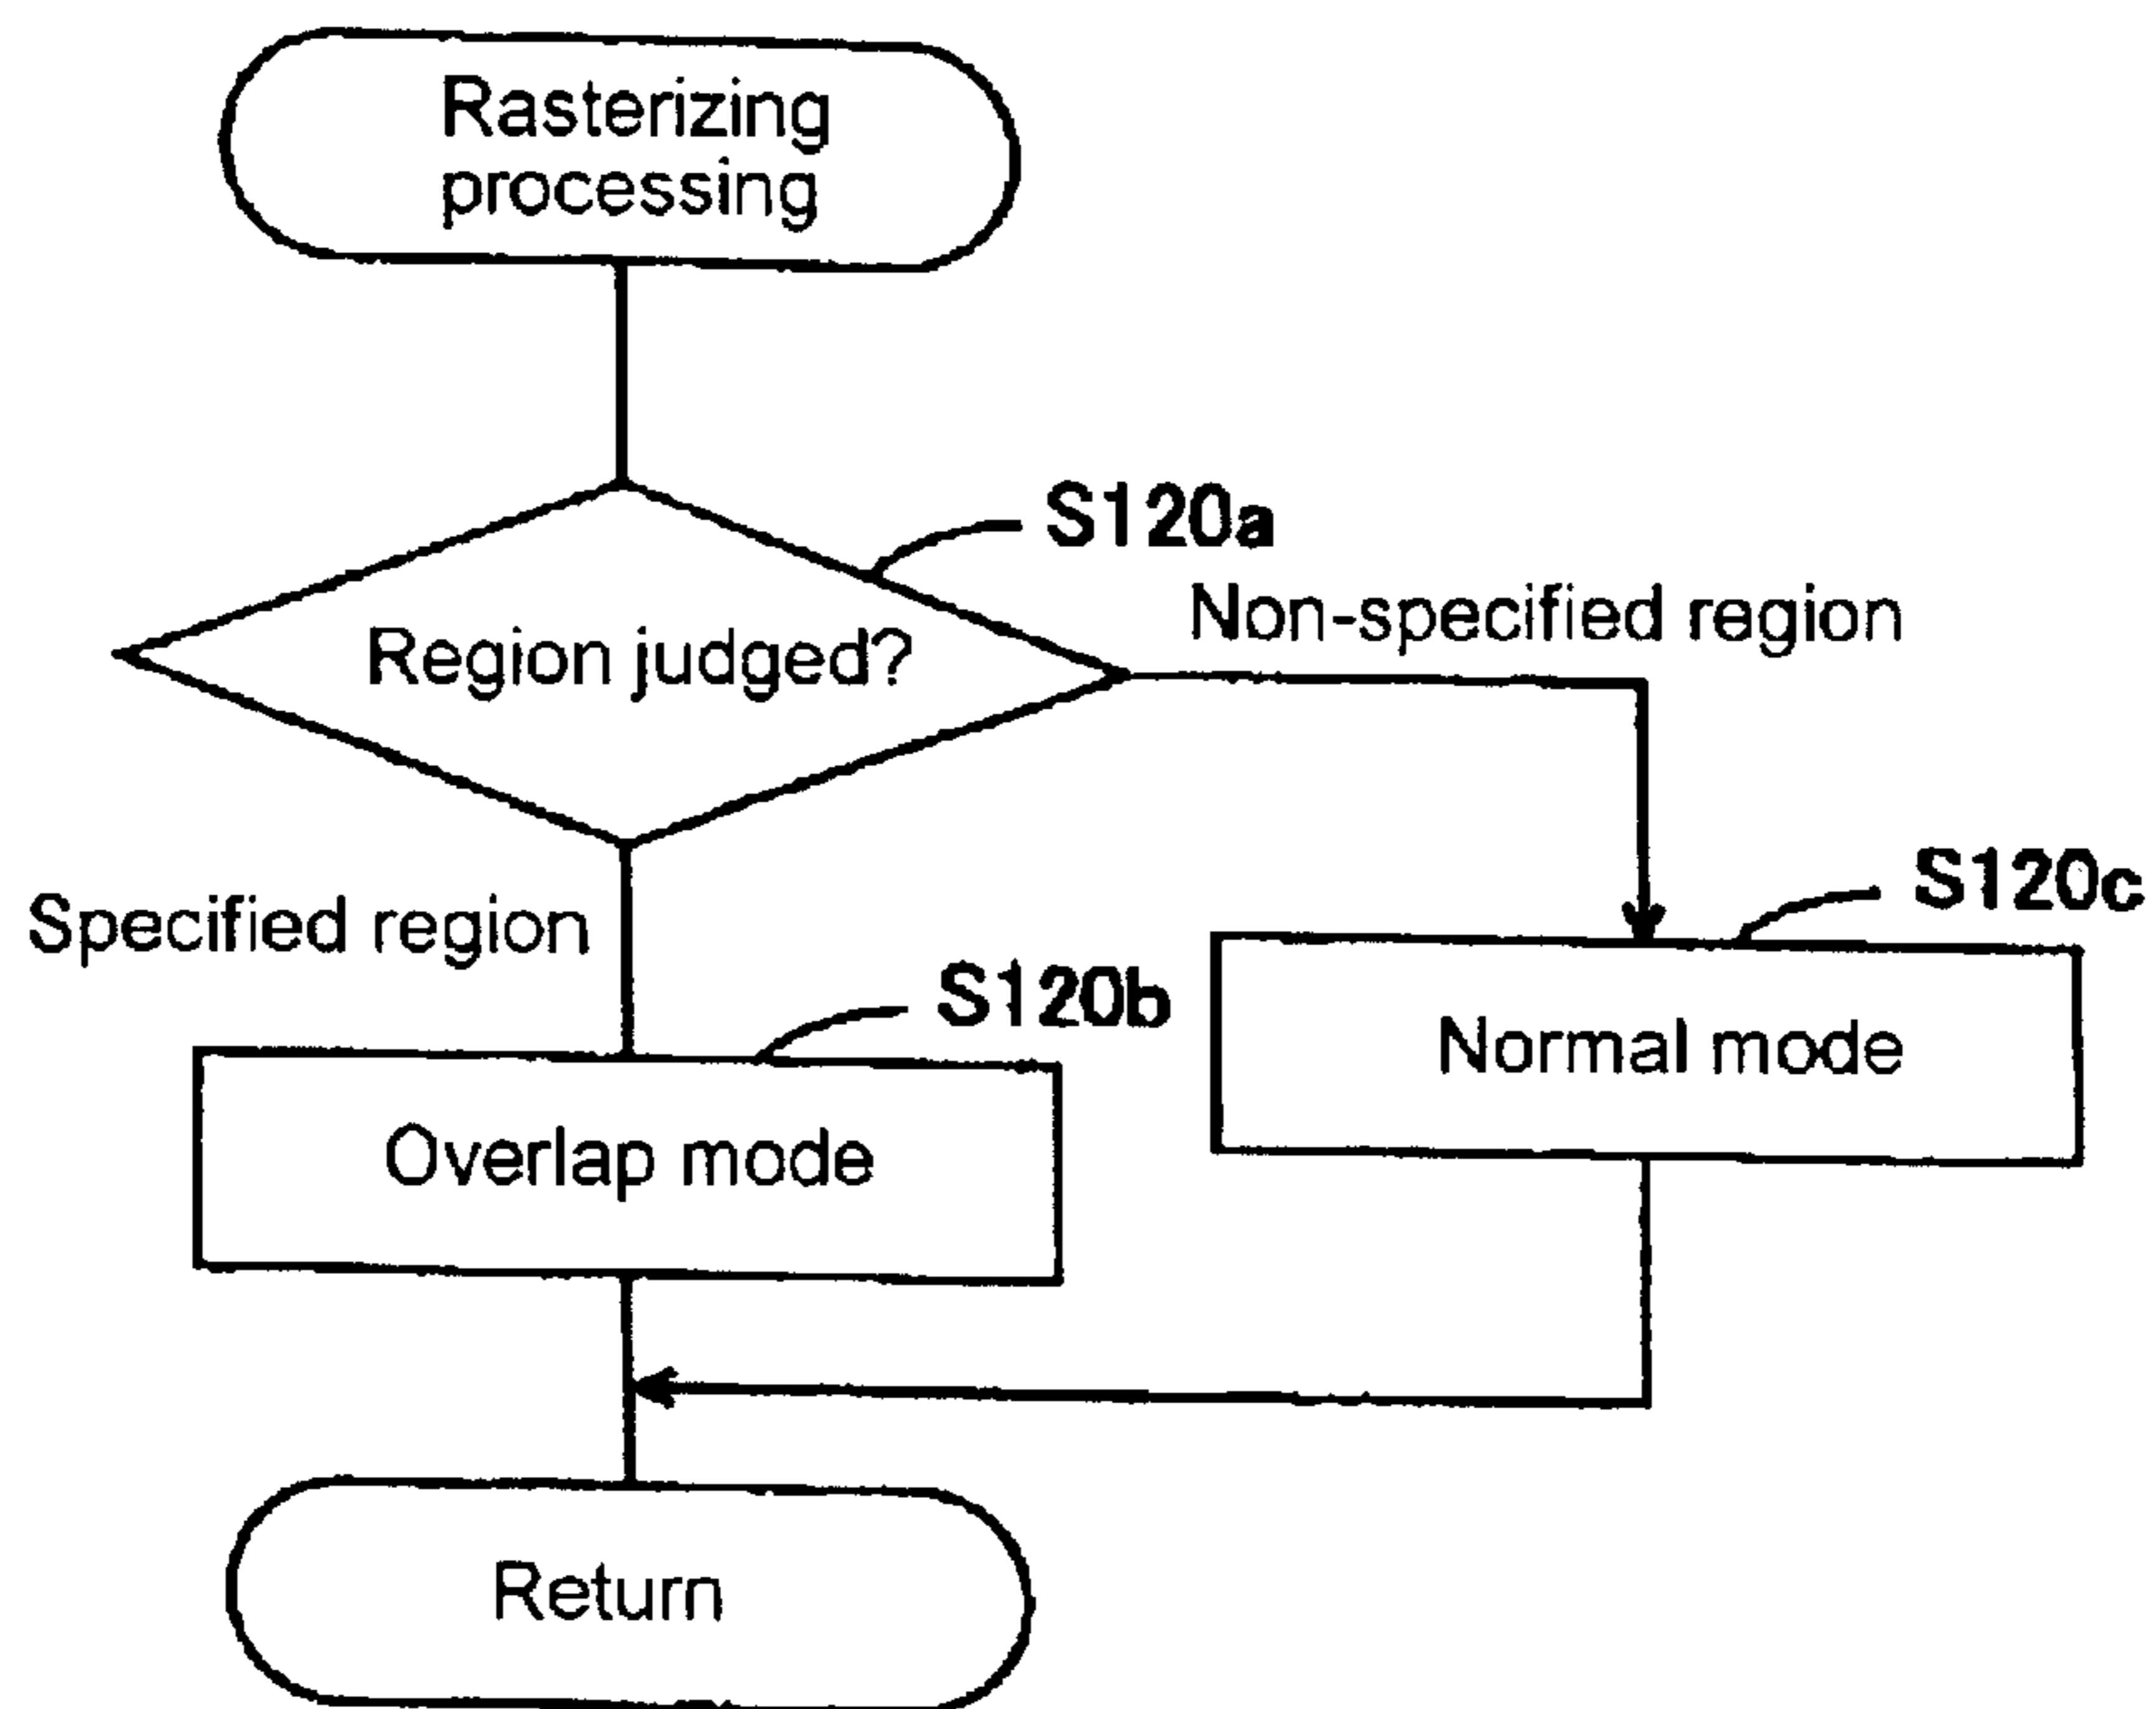 Rasterizing
processing
S120a
Region judged?
Non-specified region
Specified region
S120b
S120c
Overlap mode
Normal mode
Return